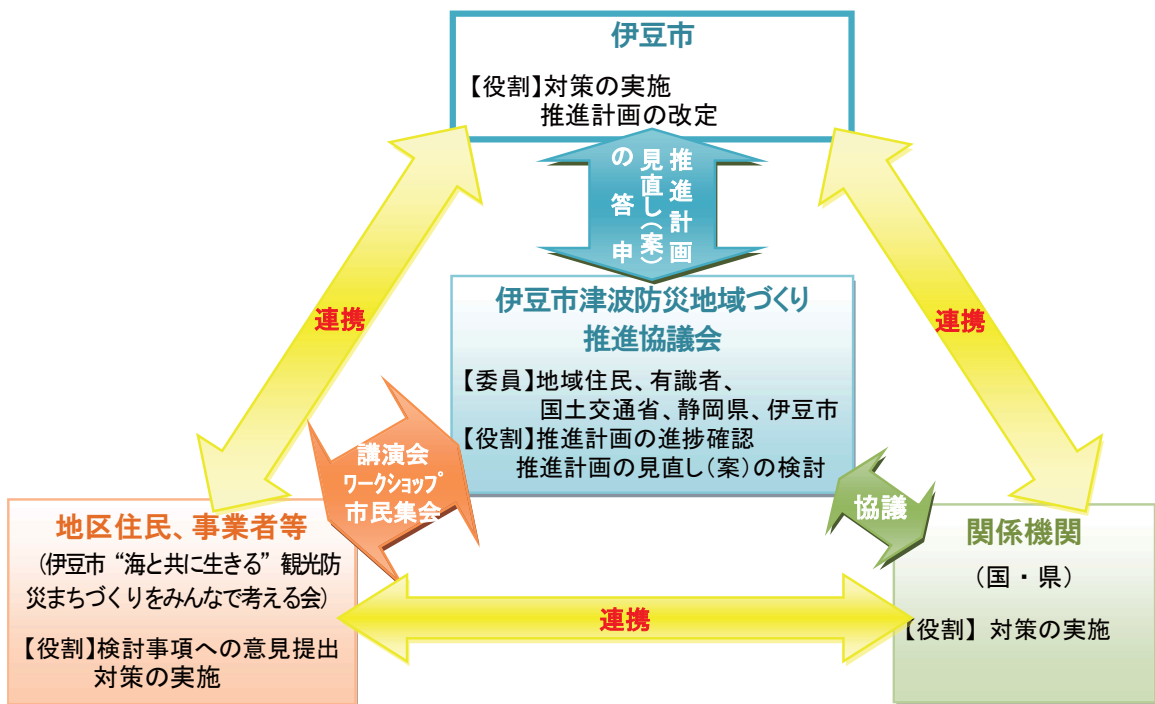 伊豆市
【役割】対策の実施
推進計画の改定
推進計画
見直し(案)
の答申
連携
連携
伊豆市津波防災地域づくり
推進協議会
【委員】地域住民、有識者、
国土交通省、静岡県、伊豆市
【役割】推進計画の進捗確認
推進計画の見直し(案)の検討
講演会
ワークショップ
市民集会
協議
地区住民、事業者等
(伊豆市“海と共に生きる”観光防
災まちづくりをみんなで考える会)
【役割】検討事項への意見提出
対策の実施
連携
関係機関
(国・県)
【役割】対策の実施